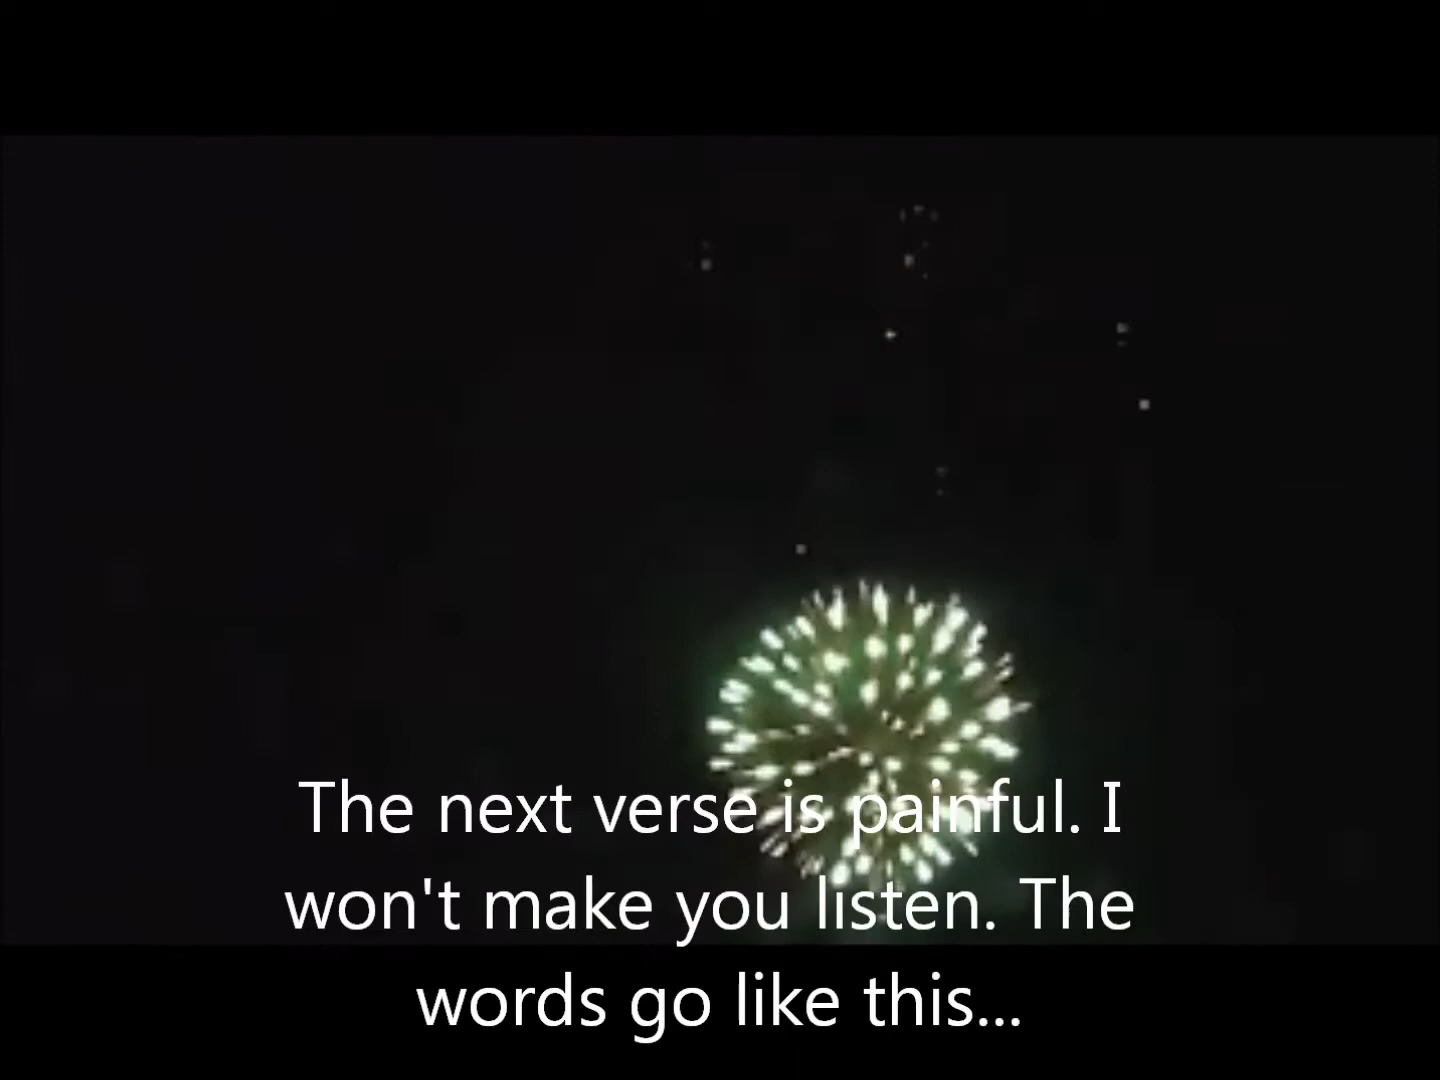 The next verse is painful. I
won't make you listen. The
words go like this...